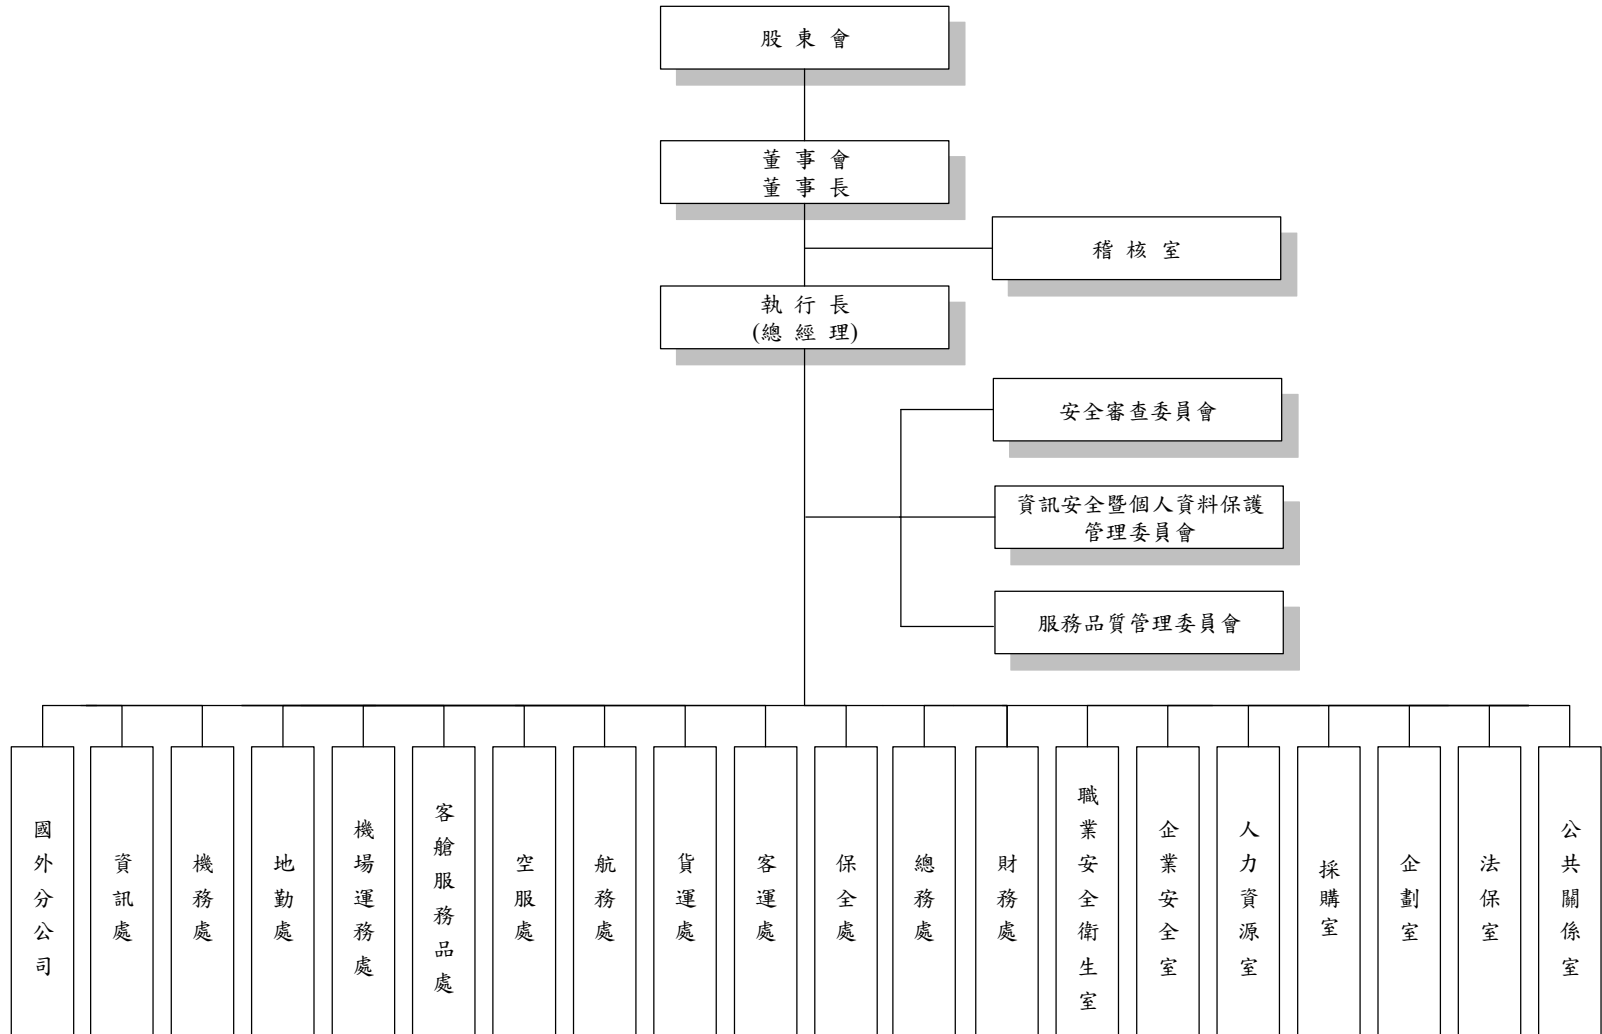 股東會
董事會
董事長
稽核室
執行長
(總經理)
安全審查委員會
資訊安全暨個人資料保護
管理委員會
服務品質管理委員會
國外分公司
資訊處
機務處
地勤處
機場運務處
客艙服務品處
空服處
航務處
貨運處
客運處
保全處
總務處
財務處
職業安全衛生室
企業安全室
人力資源室
採購室
企劃室
法保室
公共關係室